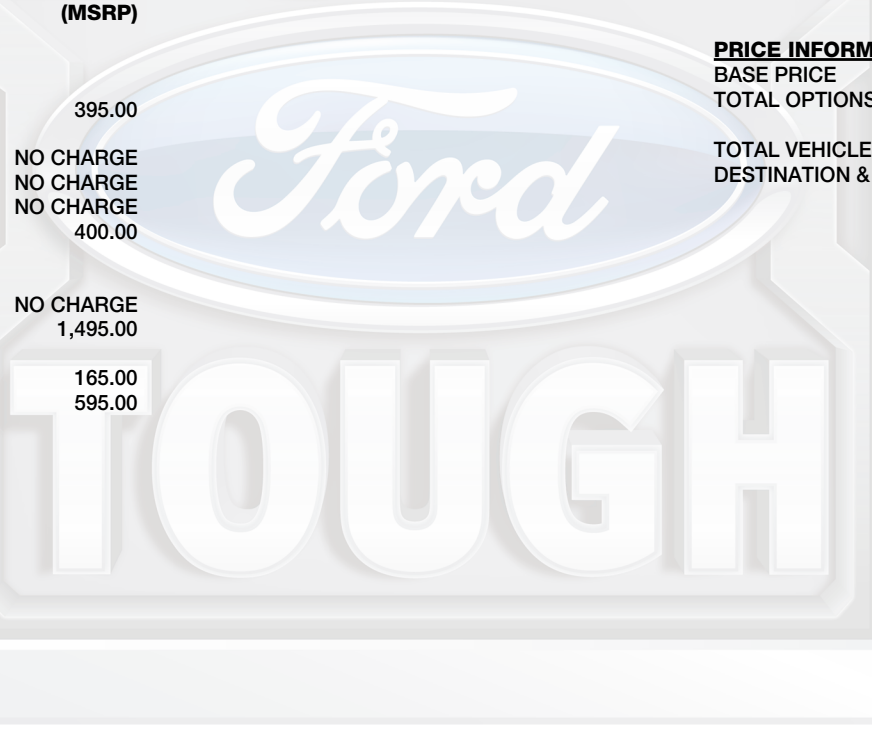 (MSRP)
395.00
NO CHARGE
NO CHARGE
NO CHARGE
400.00
NO CHARGE
1,495.00
165.00
595.00
PRICE INFORM
BASE PRICE
TOTAL OPTIONS
TOTAL VEHICLE
DESTINATION &
Ford
TOUGH